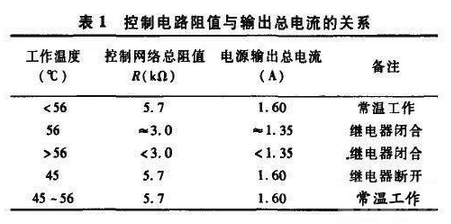 表1 控制电路阻值与输出总电流的关系
工作温度 控制网络总阻值 电源输出总电流 备注
(℃) R(kΩ) (A)
<56 5.7 1.60 常温工作
56 ≈3.0 ≈1.35 继电器闭合
>56 <3.0 <1.35 继电器闭合
45 5.7 1.60 继电器断开
45~56 5.7 1.60 常温工作